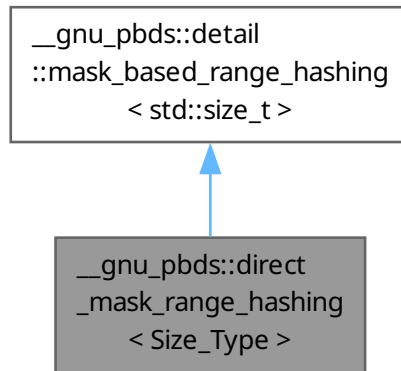 __gnu_pbds::detail
::mask_based_range_hashing
< std::size_t >
__gnu_pbds::direct
_mask_range_hashing
< Size_Type >